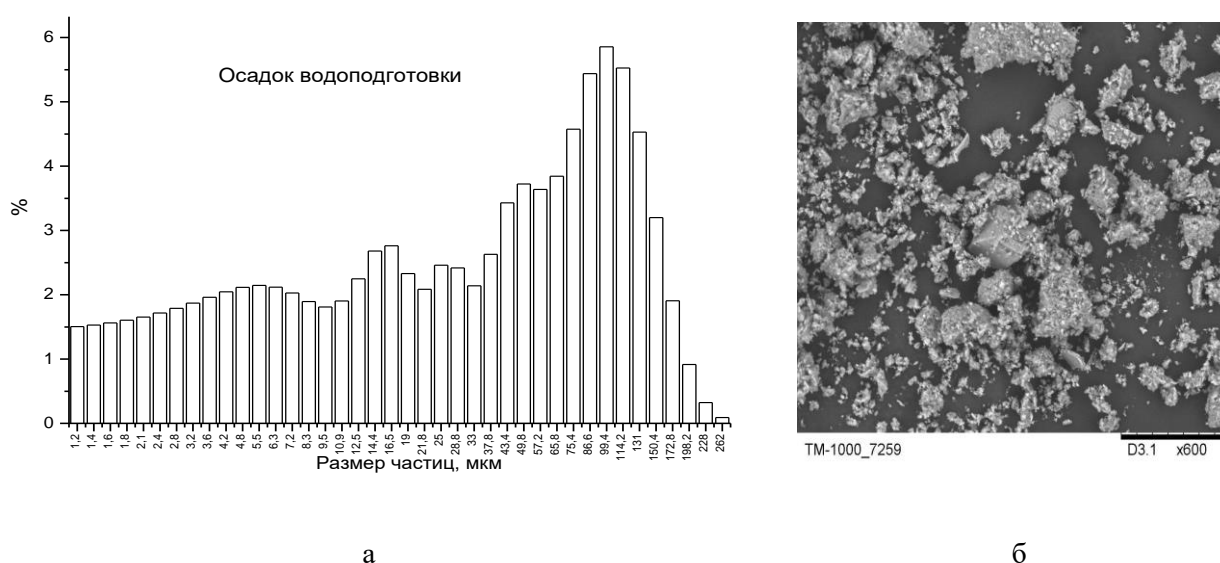 6
Осадок водоподготовки
5
4
%
3
2
1
0
1,2 1,4 1,6 1,8 2,1 2,4 2,8 3,2 3,6 4,2 4,8 5,5 6,3 7,2 8,3 9,5 10,9 12,5 14,4 16,5 19 21,8 25 28,8 33 37,8 43,4 49,8 57,2 65,8 75,4 86,6 99,4 114,2 131 150,4 172,8 198,2 228 262
Размер частиц, мкм
TM-1000_7259 D3.1 x600
а б